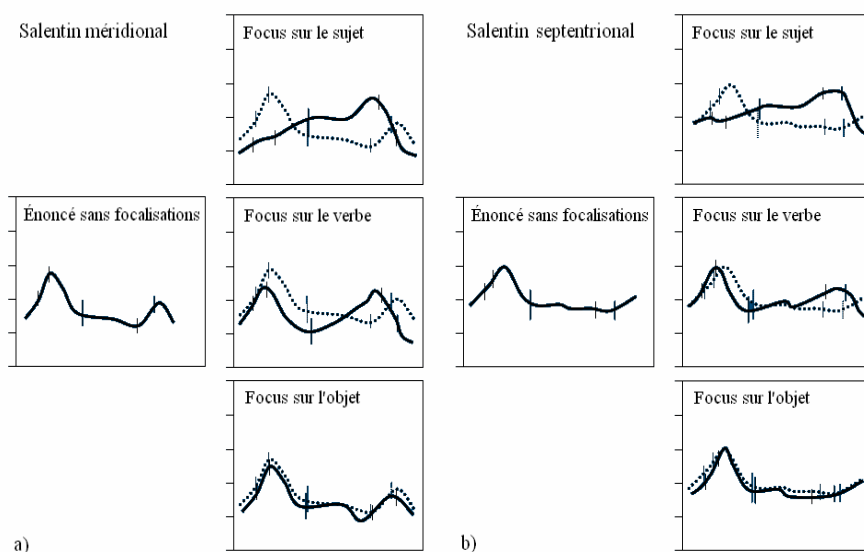 Salentin méridional
Focus sur le sujet
Énoncé sans focalisations
Focus sur le verbe
Focus sur l'objet
a)
Salentin septentrional
Focus sur le sujet
Énoncé sans focalisations
Focus sur le verbe
Focus sur l'objet
b)